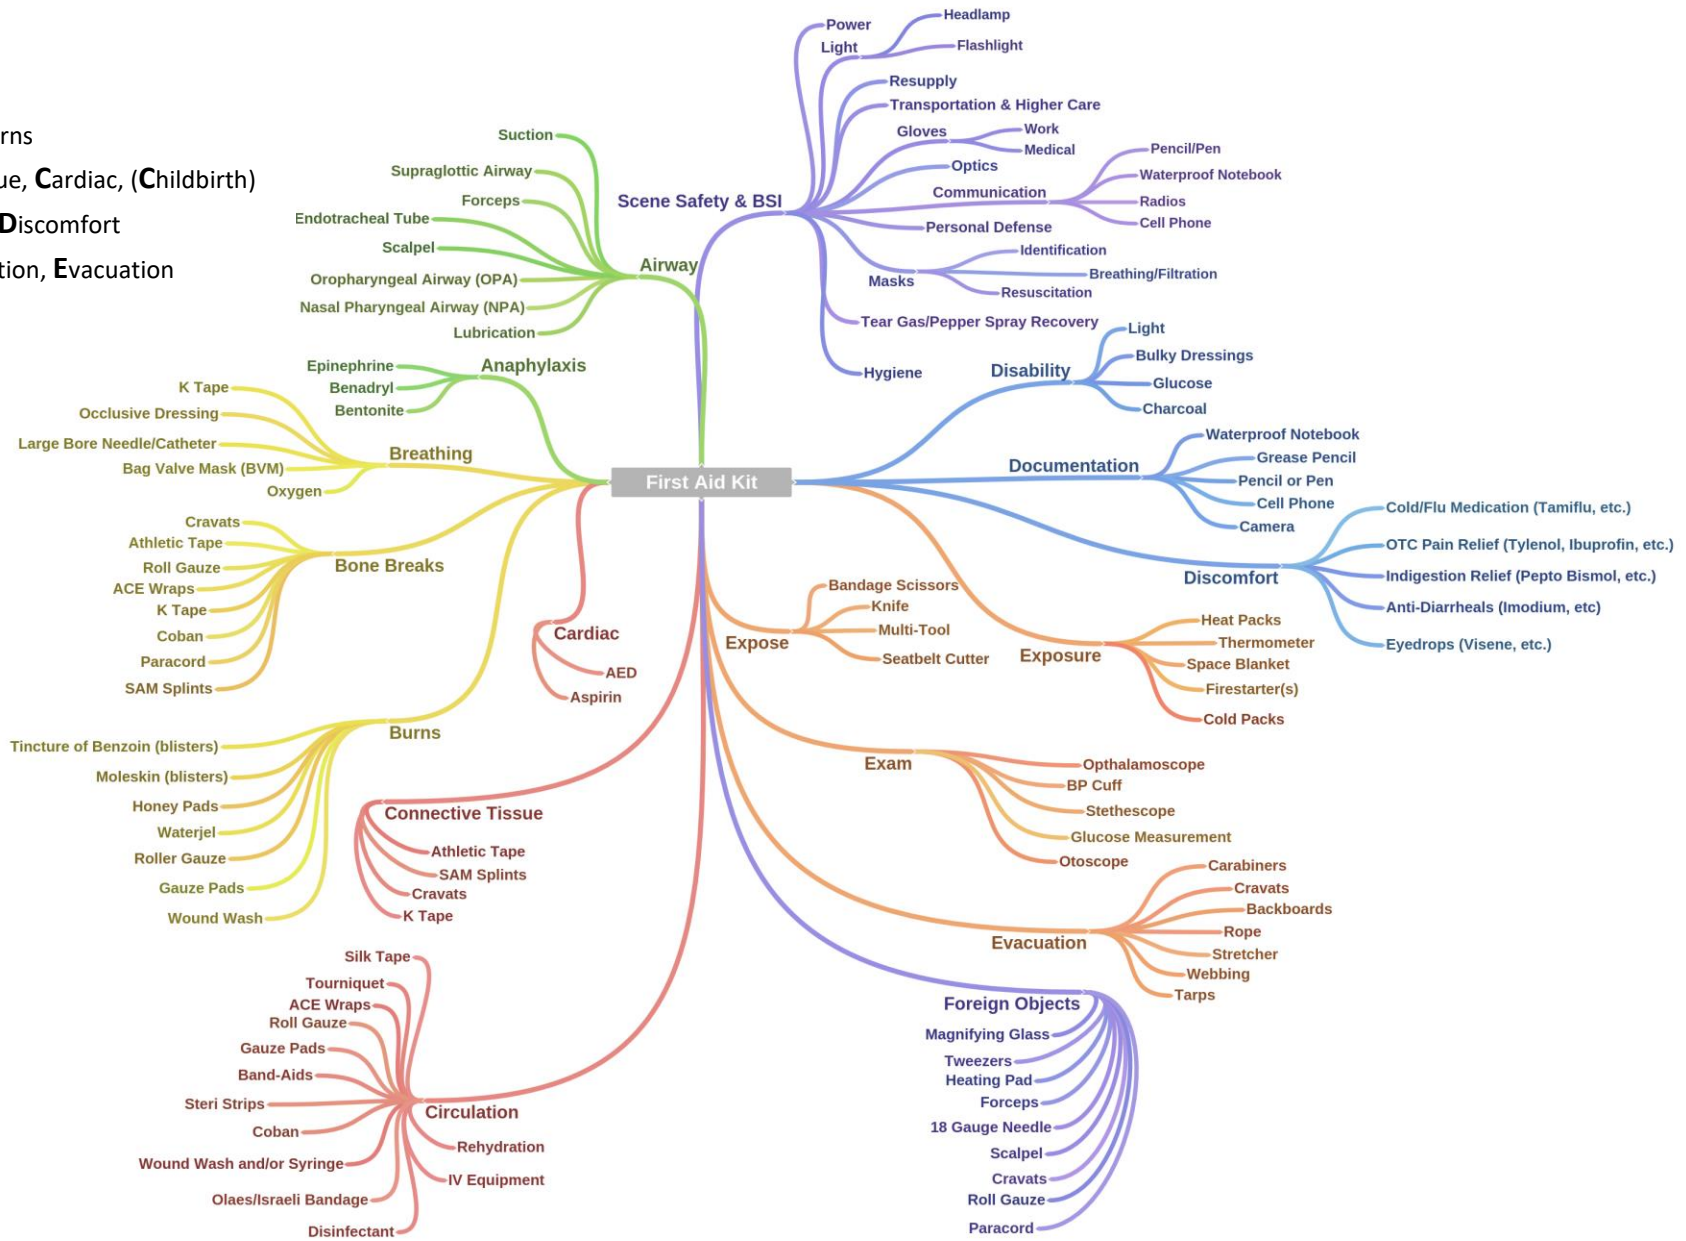 rns
ue, Cardiac, (Childbirth)
Discomfort
tion, Evacuation
First Aid Kit
Scene Safety & BSI
Power
Light
Headlamp
Flashlight
Resupply
Transportation & Higher Care
Gloves
Work
Medical
Optics
Communication
Pencil/Pen
Waterproof Notebook
Radios
Cell Phone
Personal Defense
Masks
Identification
Breathing/Filtration
Resuscitation
Tear Gas/Pepper Spray Recovery
Hygiene
Airway
Suction
Supraglottic Airway
Forceps
Endotracheal Tube
Scalpel
Oropharyngeal Airway (OPA)
Nasal Pharyngeal Airway (NPA)
Lubrication
Anaphylaxis
Epinephrine
Benadryl
Bentonite
Breathing
K Tape
Occlusive Dressing
Large Bore Needle/Catheter
Bag Valve Mask (BVM)
Oxygen
Bone Breaks
Cravats
Athletic Tape
Roll Gauze
ACE Wraps
K Tape
Coban
Paracord
SAM Splints
Burns
Tincture of Benzoin (blisters)
Moleskin (blisters)
Honey Pads
Waterjel
Roller Gauze
Gauze Pads
Wound Wash
Cardiac
AED
Aspirin
Connective Tissue
Athletic Tape
SAM Splints
Cravats
K Tape
Circulation
Silk Tape
Tourniquet
ACE Wraps
Roll Gauze
Gauze Pads
Band-Aids
Steri Strips
Coban
Wound Wash and/or Syringe
Olaes/Israeli Bandage
Disinfectant
Rehydration
IV Equipment
Disability
Light
Bulky Dressings
Glucose
Charcoal
Documentation
Waterproof Notebook
Grease Pencil
Pencil or Pen
Cell Phone
Camera
Discomfort
Cold/Flu Medication (Tamiflu, etc.)
OTC Pain Relief (Tylenol, Ibuprofin, etc.)
Indigestion Relief (Pepto Bismol, etc.)
Anti-Diarrheals (Imodium, etc)
Eyedrops (Visene, etc.)
Expose
Bandage Scissors
Knife
Multi-Tool
Seatbelt Cutter
Exposure
Heat Packs
Thermometer
Space Blanket
Firestarter(s)
Cold Packs
Exam
Opthalamoscope
BP Cuff
Stethescope
Glucose Measurement
Otoscope
Evacuation
Carabiners
Cravats
Backboards
Rope
Stretcher
Webbing
Tarps
Foreign Objects
Magnifying Glass
Tweezers
Heating Pad
Forceps
18 Gauge Needle
Scalpel
Cravats
Roll Gauze
Paracord